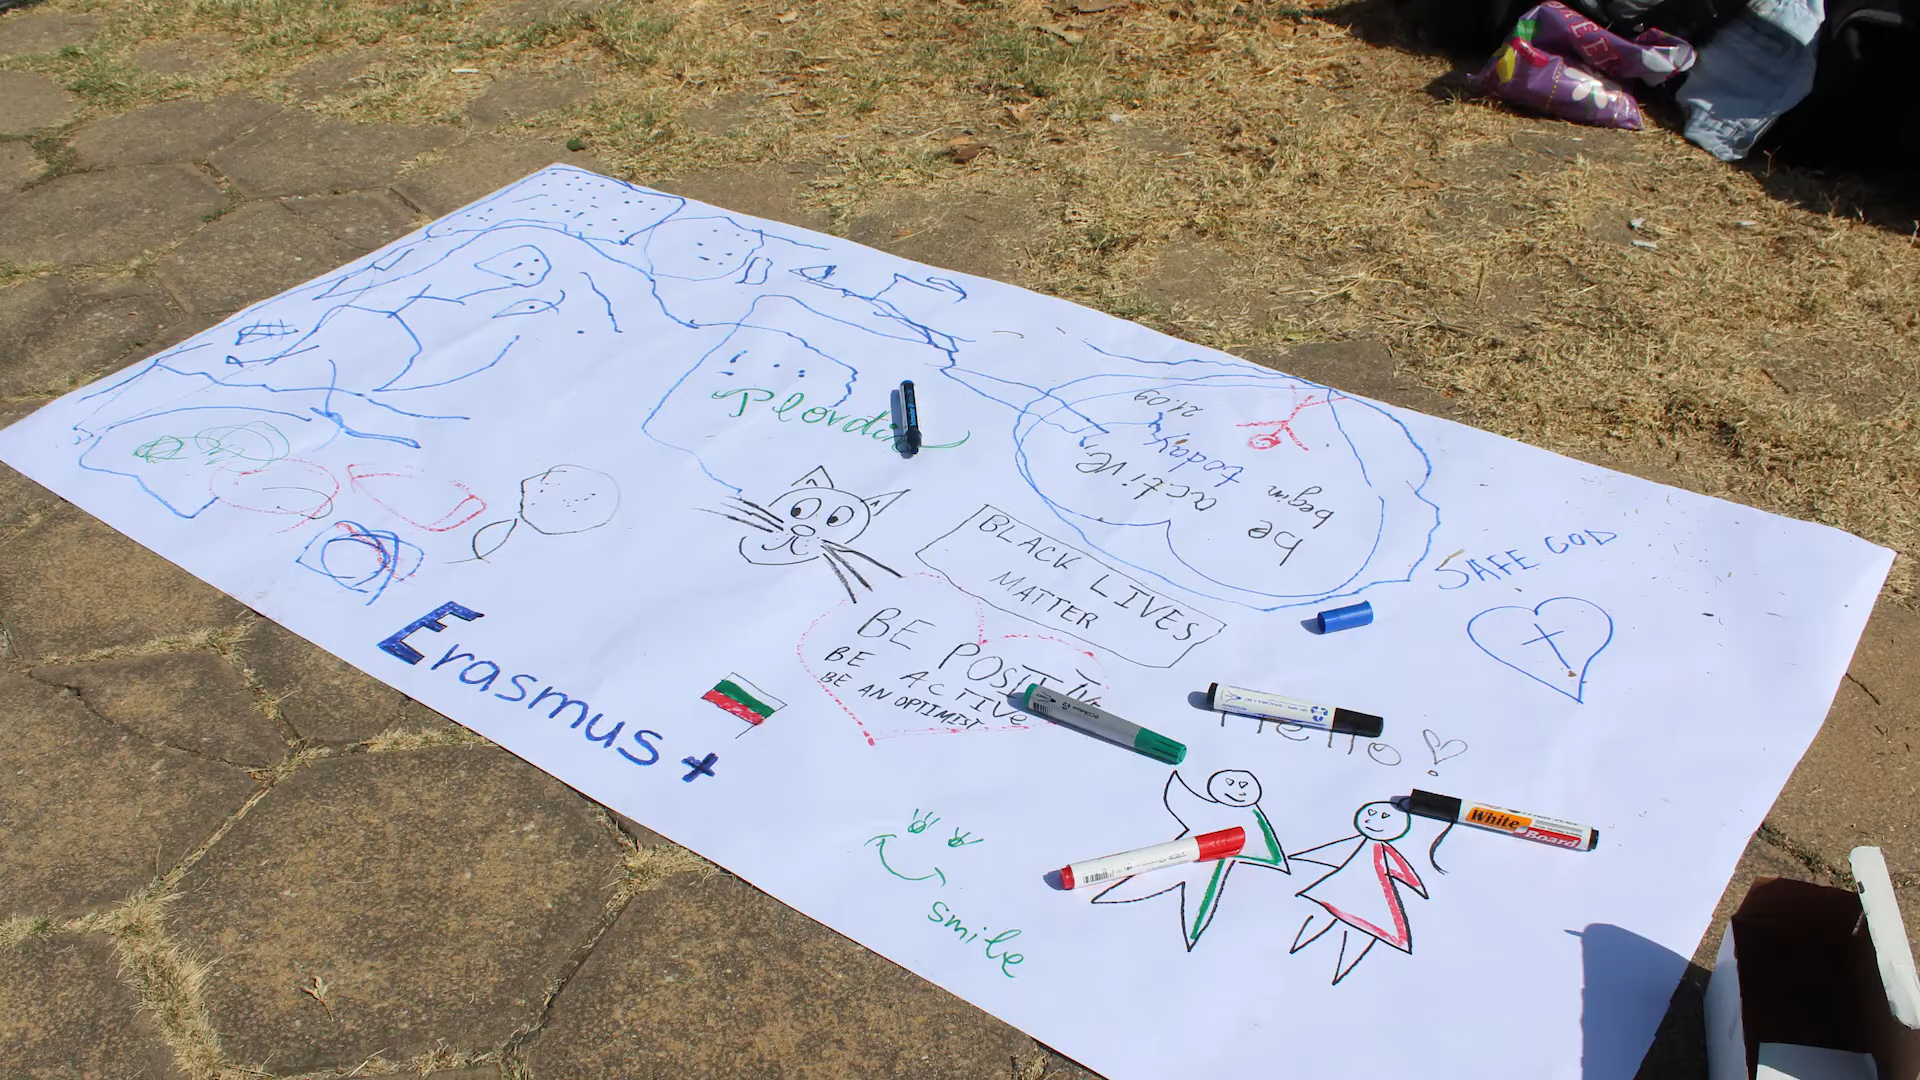 Plovdiv
21.09
be active,
begin
today
BLACK LIVES
MATTER
SAFE GOD
BE POSITIVE
BE ACTIVE
BE AN OPTIMIST
Erasmus +
Hello
White Board
smile